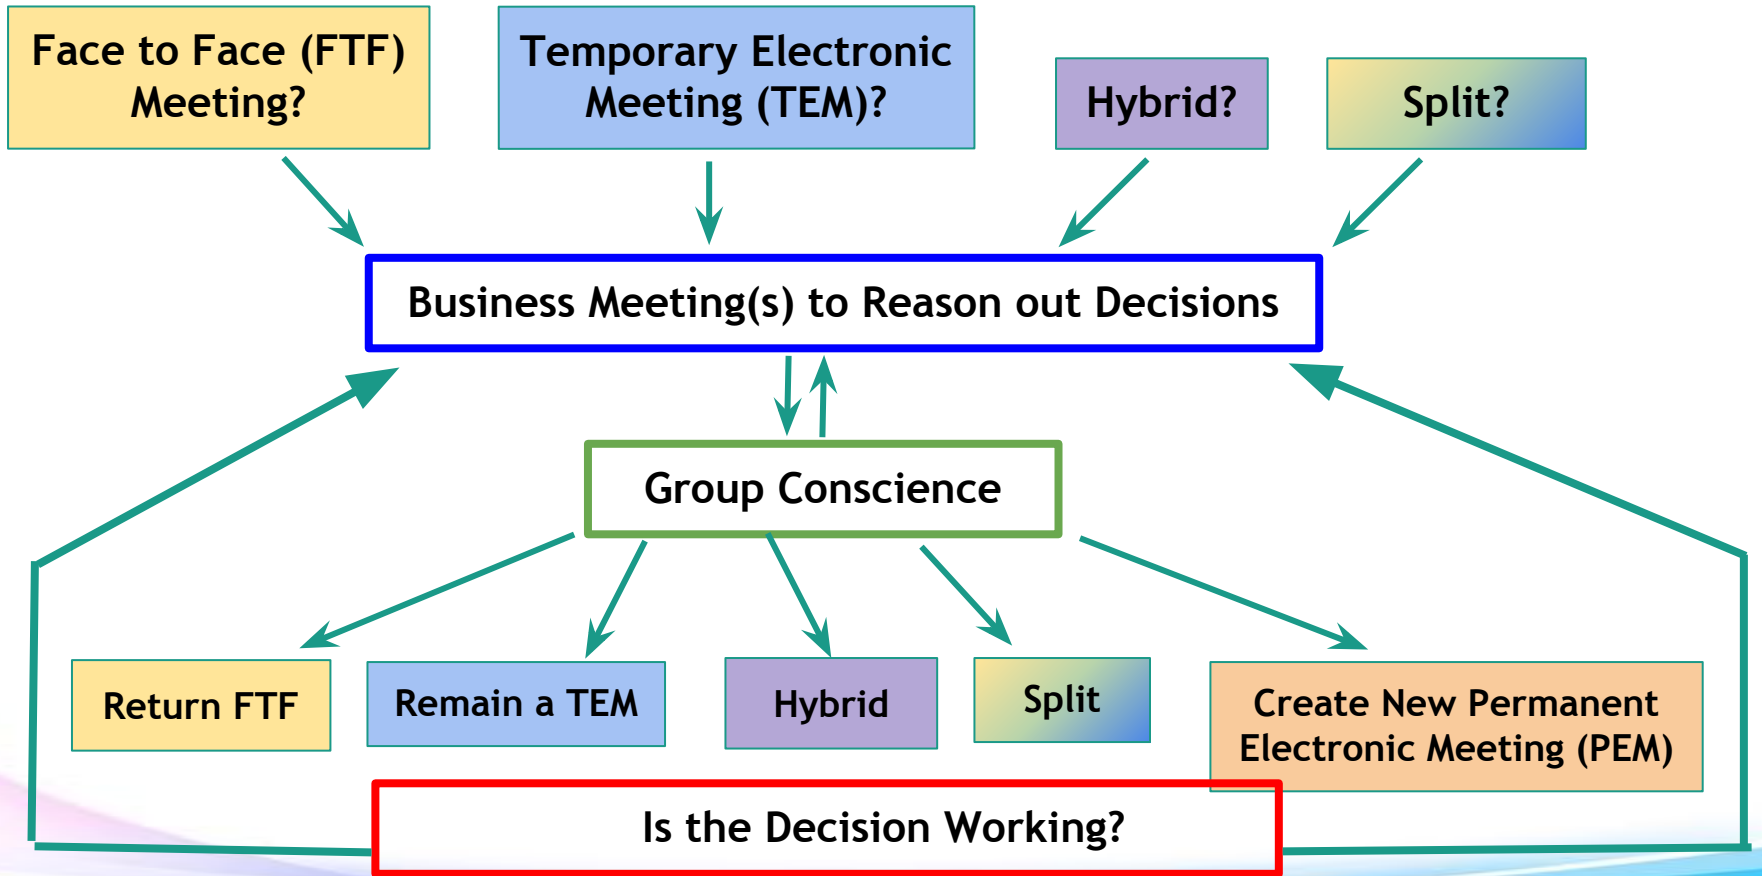 Face to Face (FTF)
Meeting?
Temporary Electronic
Meeting (TEM)?
Hybrid?
Split?
Business Meeting(s) to Reason out Decisions
Group Conscience
Return FTF
Remain a TEM
Hybrid
Split
Create New Permanent
Electronic Meeting (PEM)
Is the Decision Working?